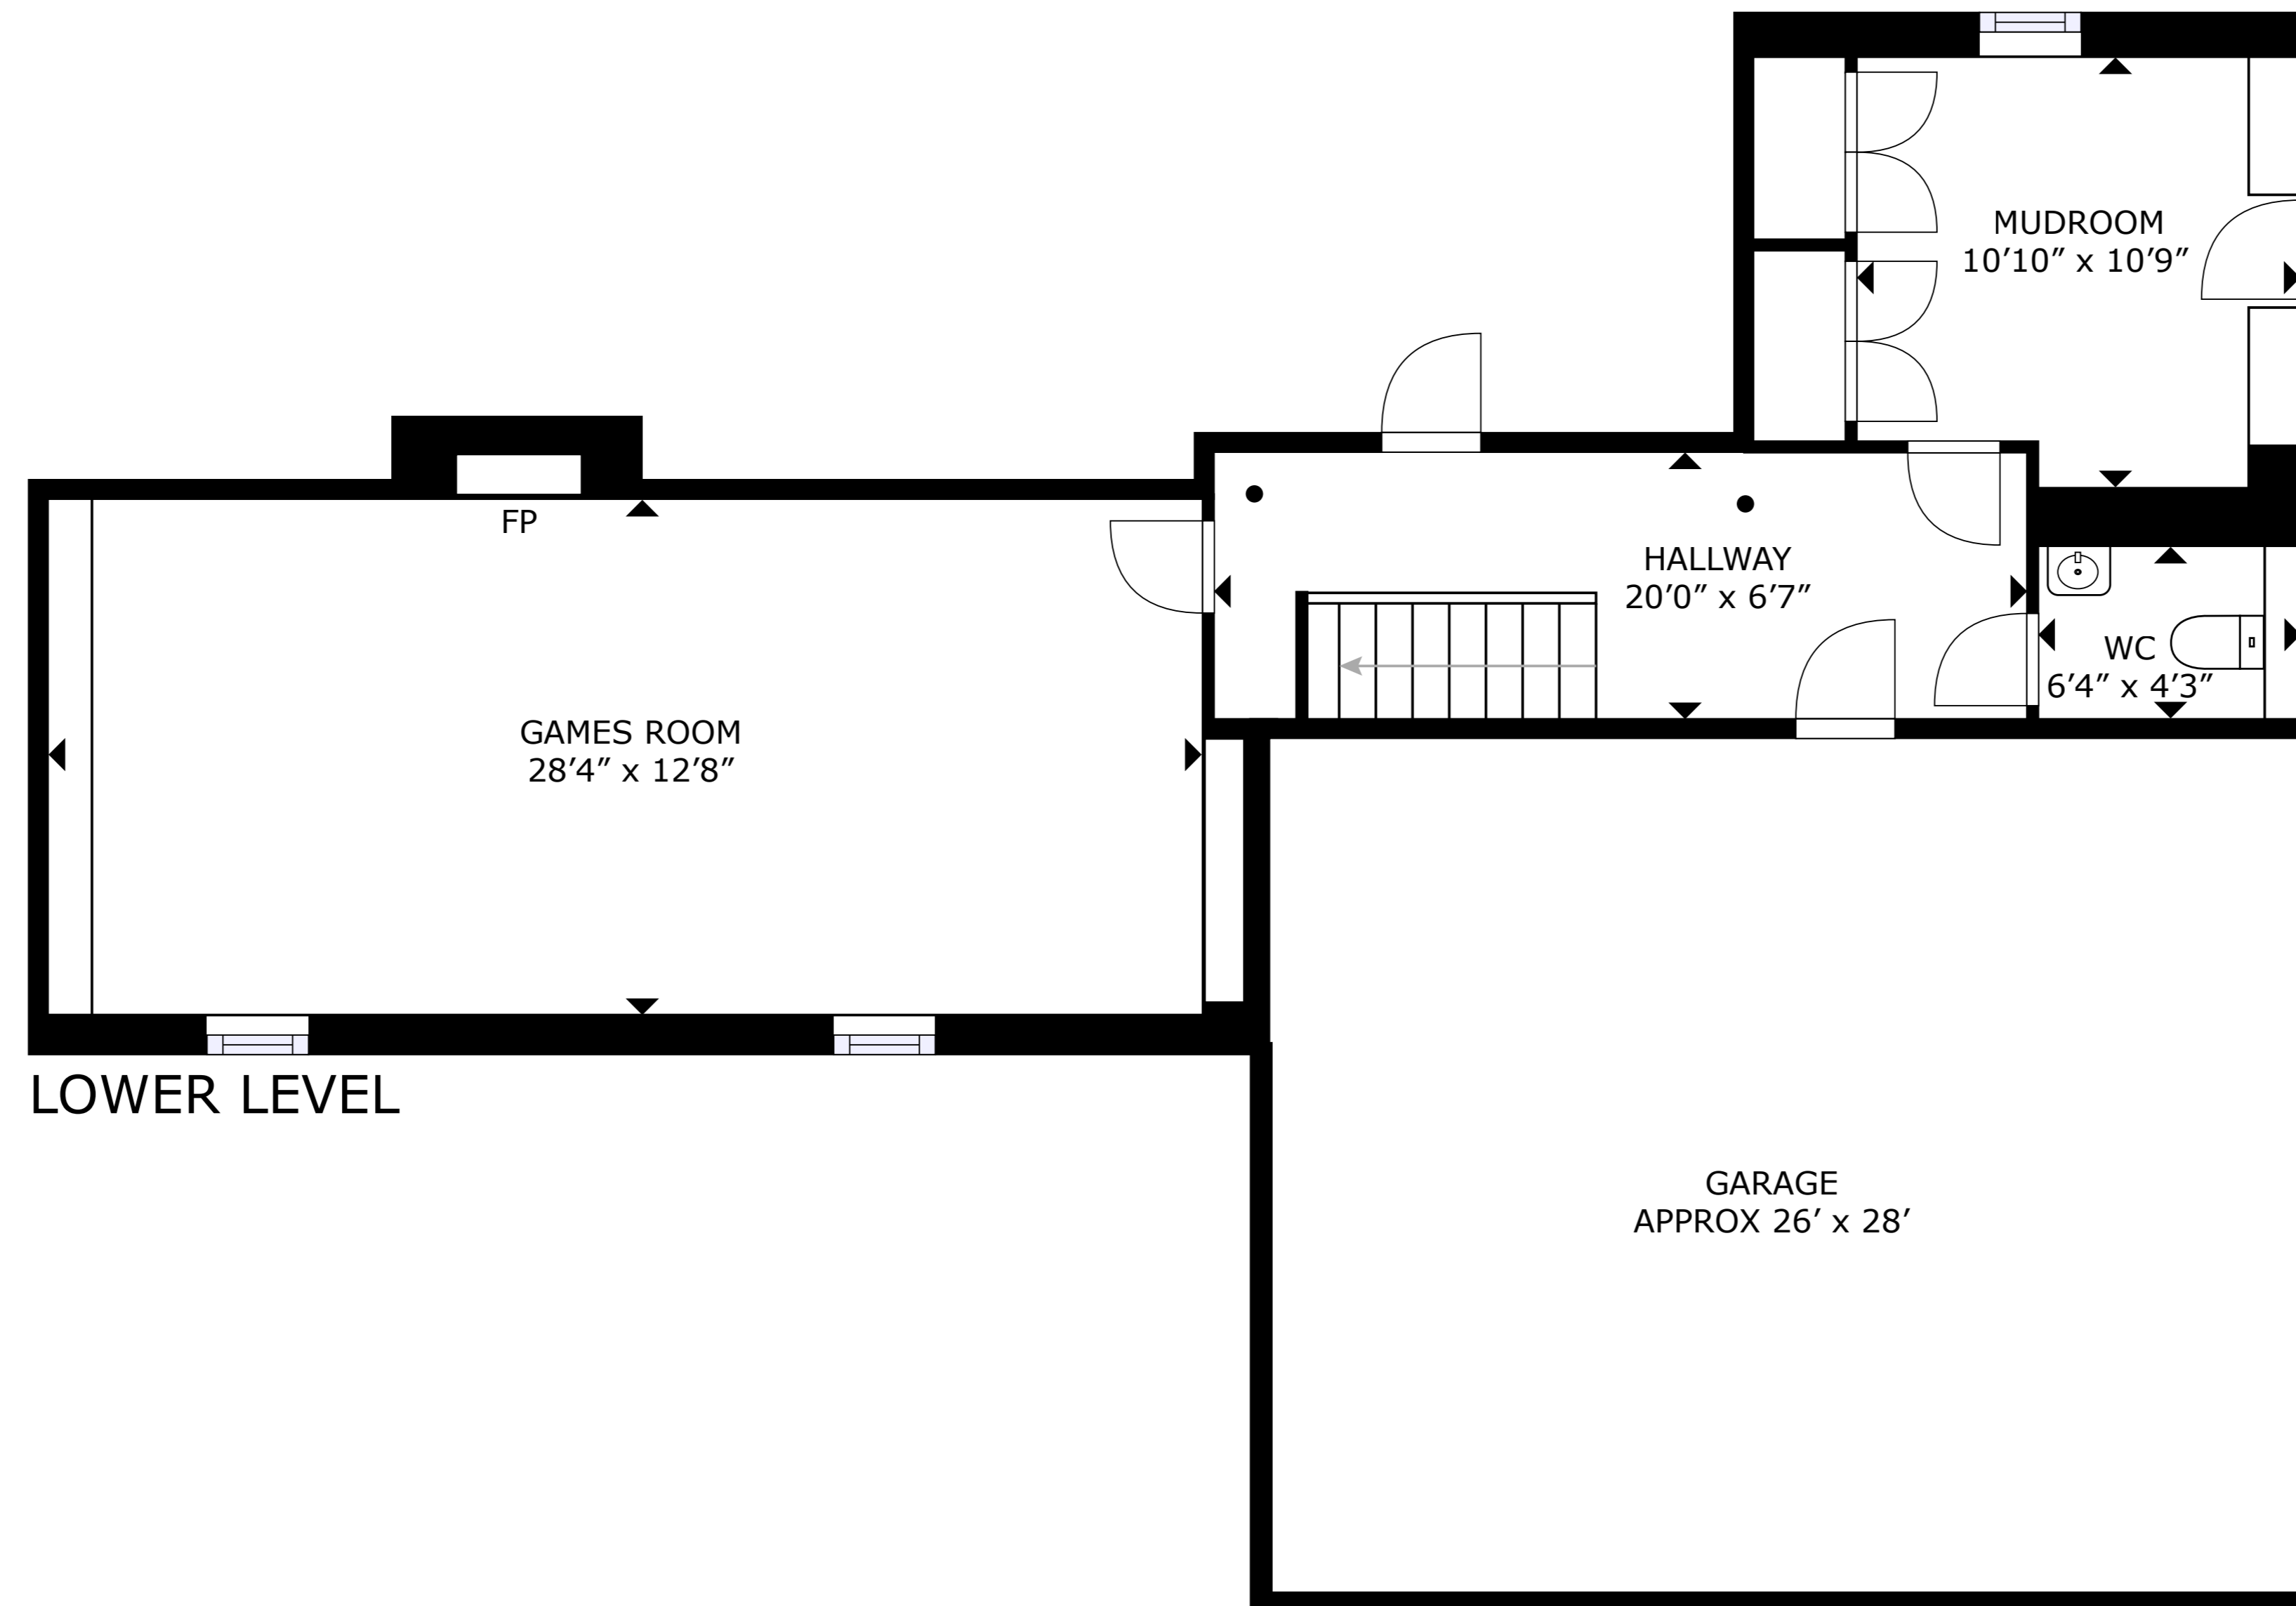 MUDROOM
10′10″ x 10′9″
FP
HALLWAY
20′0″ x 6′7″
WC
6′4″ x 4′3″
GAMES ROOM
28′4″ x 12′8″
LOWER LEVEL
GARAGE
APPROX 26′ x 28′